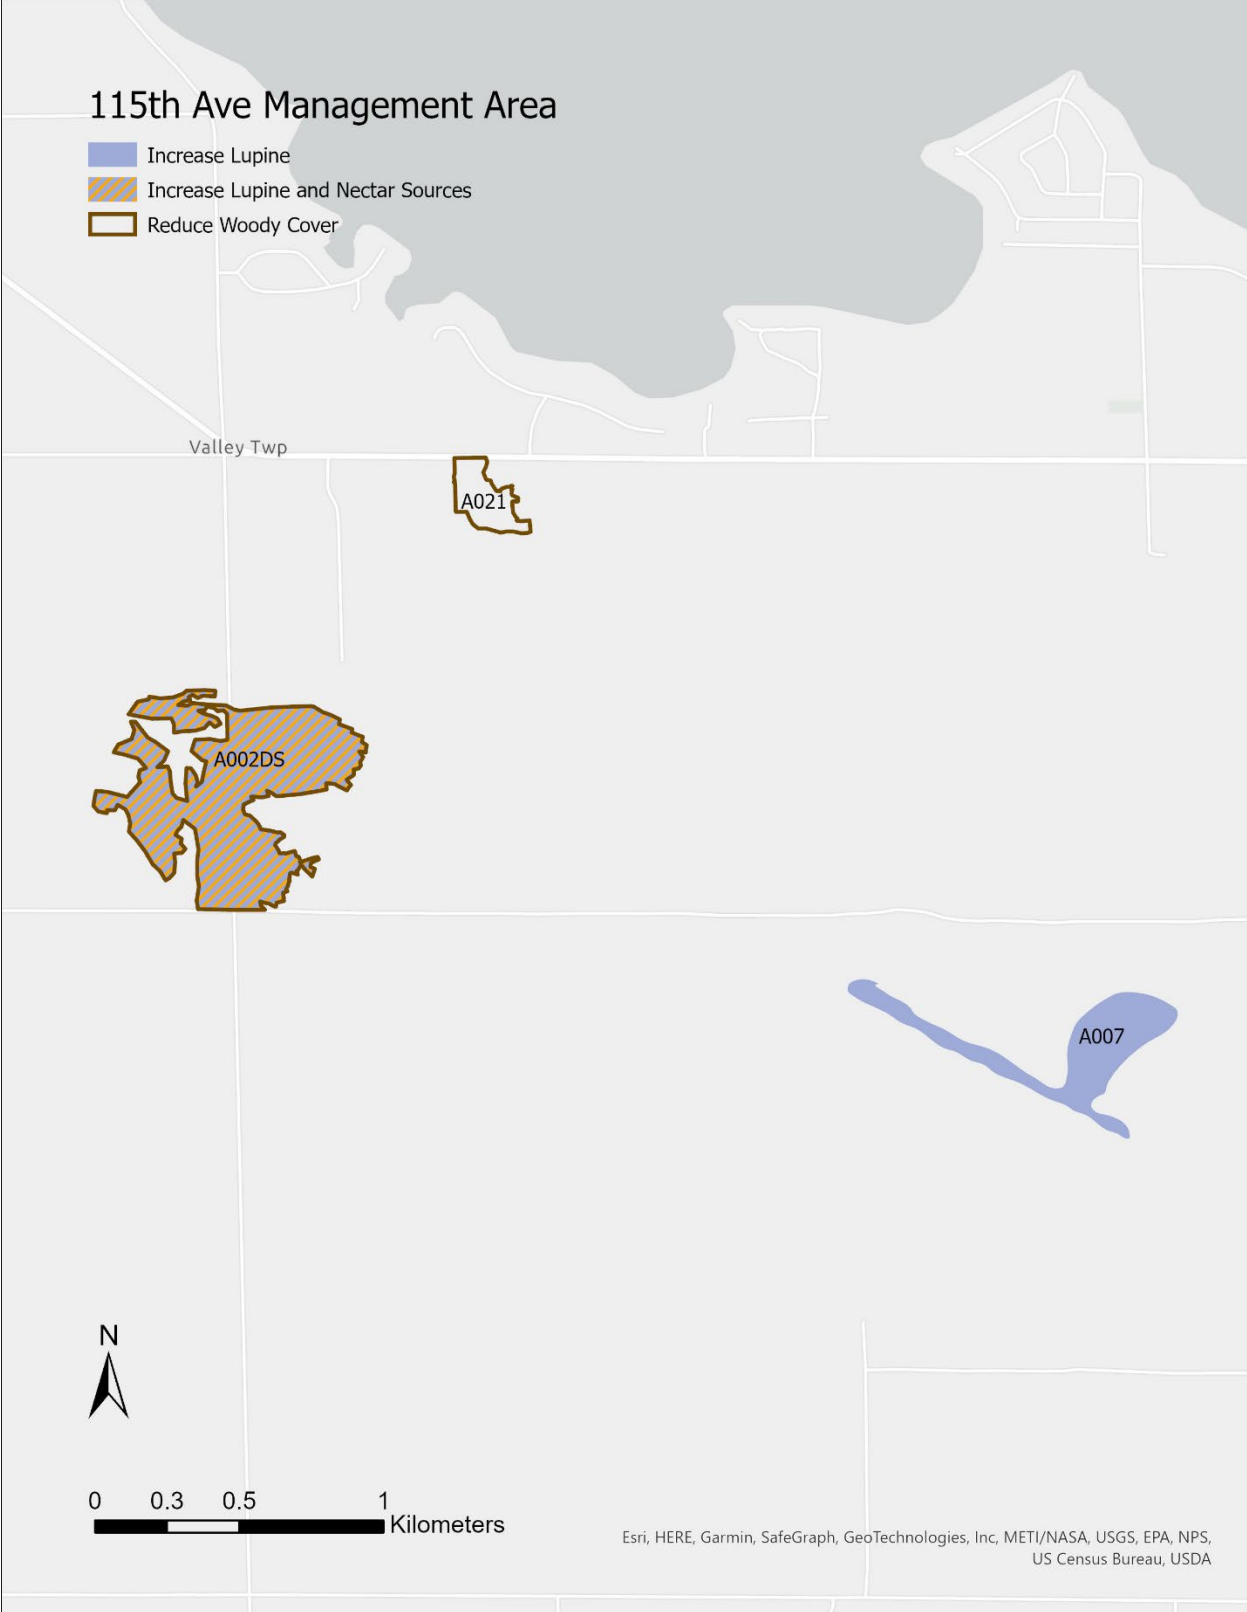 115th Ave Management Area
Increase Lupine
Increase Lupine and Nectar Sources
Reduce Woody Cover
Valley Twp
A021
A002DS
A007
N
0 0.3 0.5 1
Kilometers
Esri, HERE, Garmin, SafeGraph, GeoTechnologies, Inc, METI/NASA, USGS, EPA, NPS,
US Census Bureau, USDA